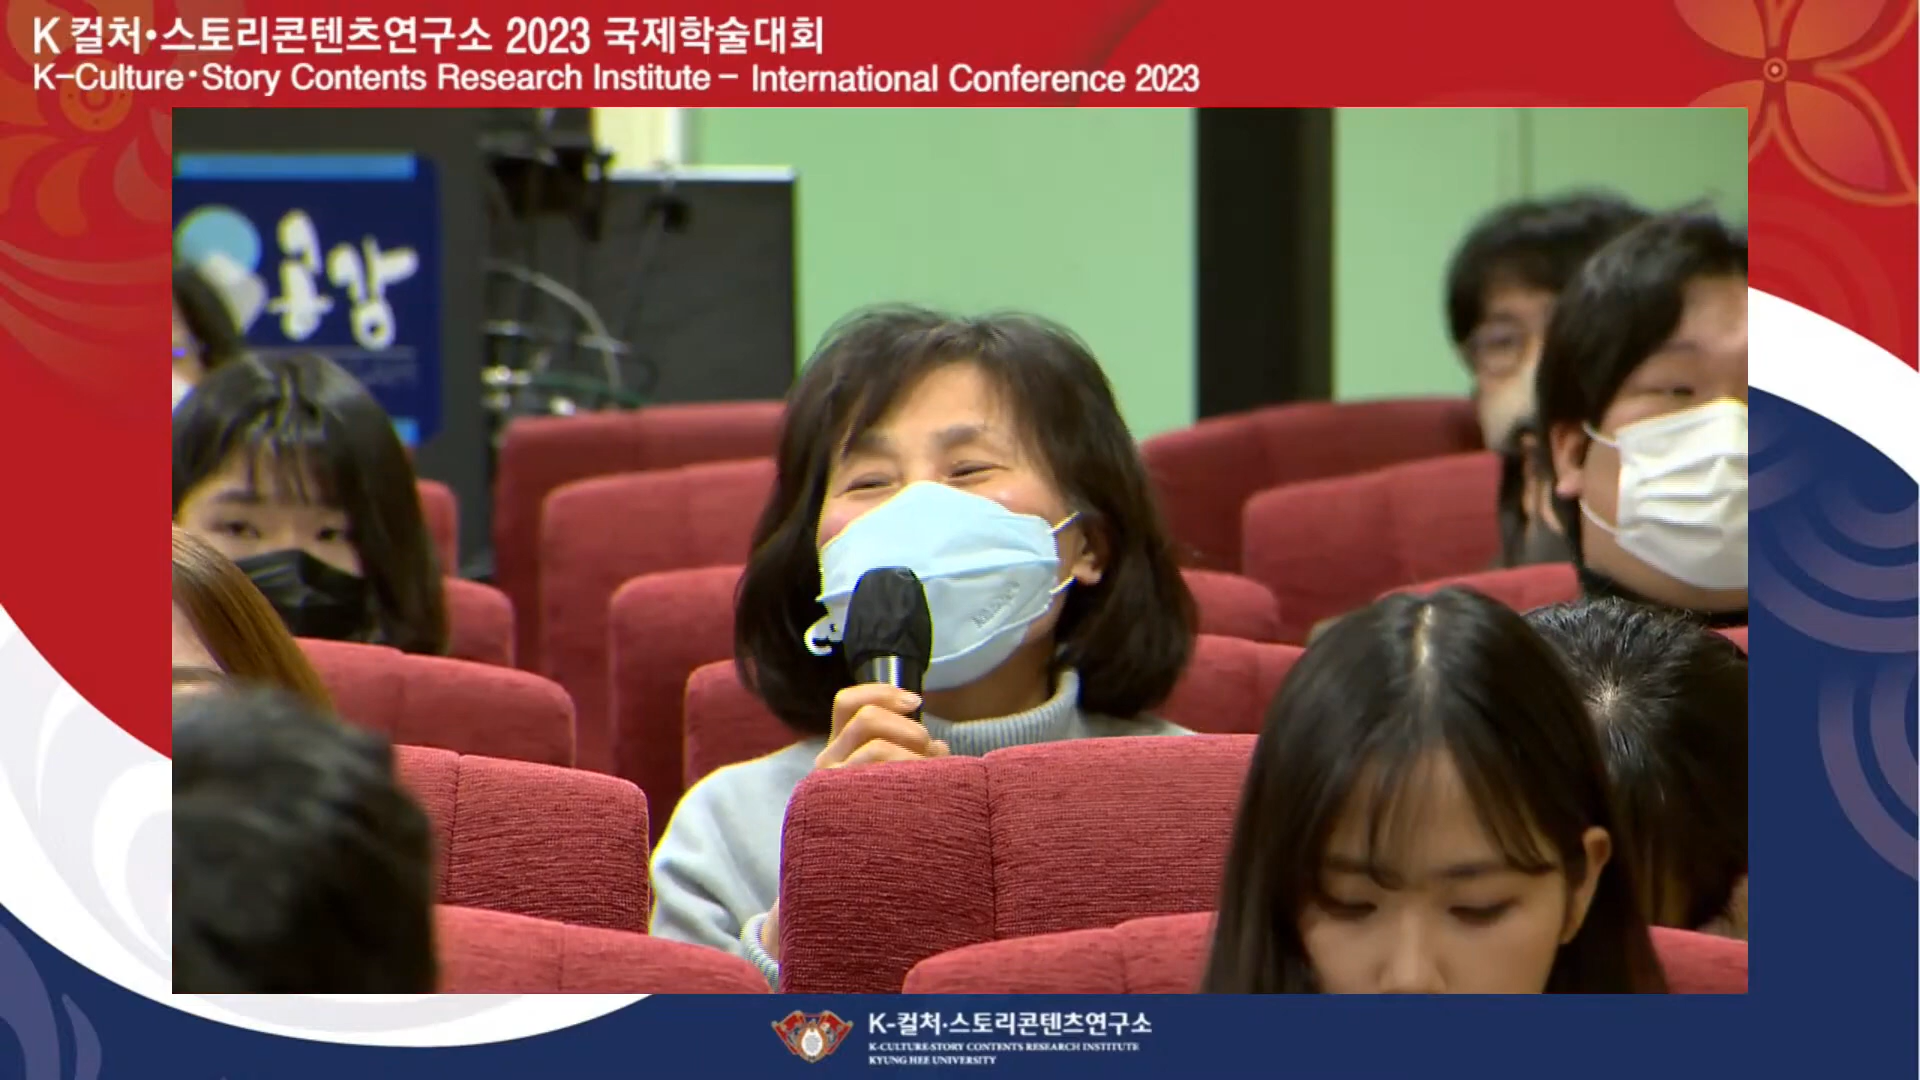 K 컬처•스토리콘텐츠연구소 2023 국제학술대회
K-Culture•Story Contents Research Institute - International Conference 2023
공감
K-컬처·스토리콘텐츠연구소
K-CULTURE·STORY CONTENTS RESEARCH INSTITUTE
KYUNG HEE UNIVERSITY